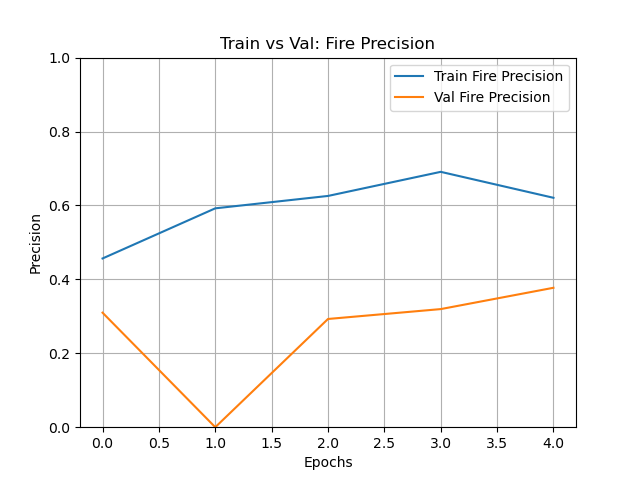 Train vs Val: Fire Precision
Train Fire Precision
Val Fire Precision
Precision
1.0
0.8
0.6
0.4
0.2
0.0
0.0 0.5 1.0 1.5 2.0 2.5 3.0 3.5 4.0
Epochs